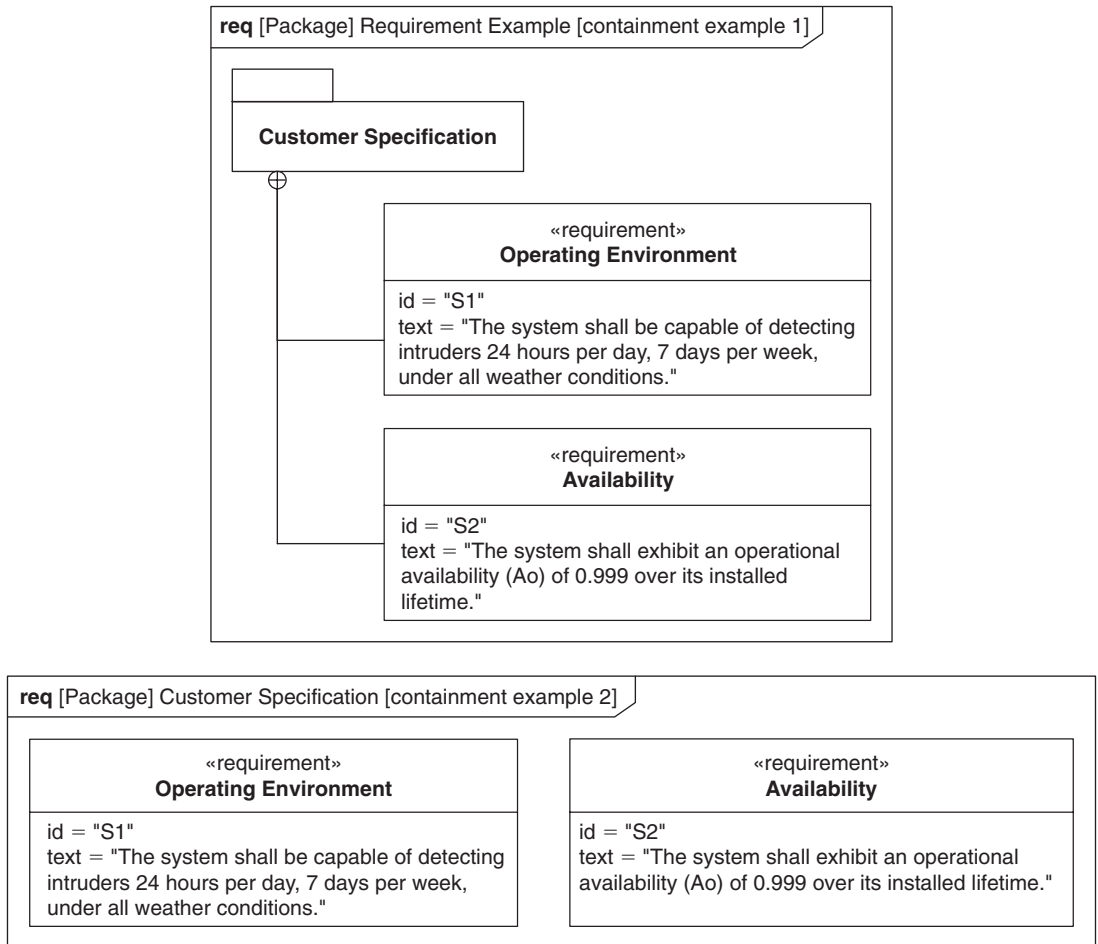 req [Package] Requirement Example [containment example 1]
Customer Specification
«requirement»
Operating Environment
id = "S1"
text = "The system shall be capable of detecting
intruders 24 hours per day, 7 days per week,
under all weather conditions."
«requirement»
Availability
id = "S2"
text = "The system shall exhibit an operational
availability (Ao) of 0.999 over its installed
lifetime."
req [Package] Customer Specification [containment example 2]
«requirement»
Operating Environment
id = "S1"
text = "The system shall be capable of detecting
intruders 24 hours per day, 7 days per week,
under all weather conditions."
«requirement»
Availability
id = "S2"
text = "The system shall exhibit an operational
availability (Ao) of 0.999 over its installed lifetime."